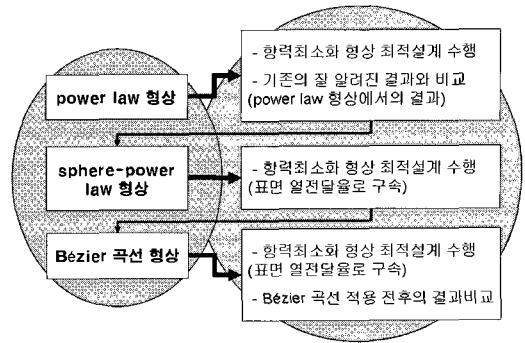 power law 형상
- 항력최소화 형상 최적설계 수행
- 기존의 잘 알려진 결과와 비교
(power law 형상에서의 결과)
sphere-power
law 형상
- 항력최소화 형상 최적설계 수행
(표면 열전달율로 구속)
Bézier 곡선 형상
- 항력최소화 형상 최적설계 수행
(표면 열전달율로 구속)
- Bézier 곡선 적용 전후의 결과비교